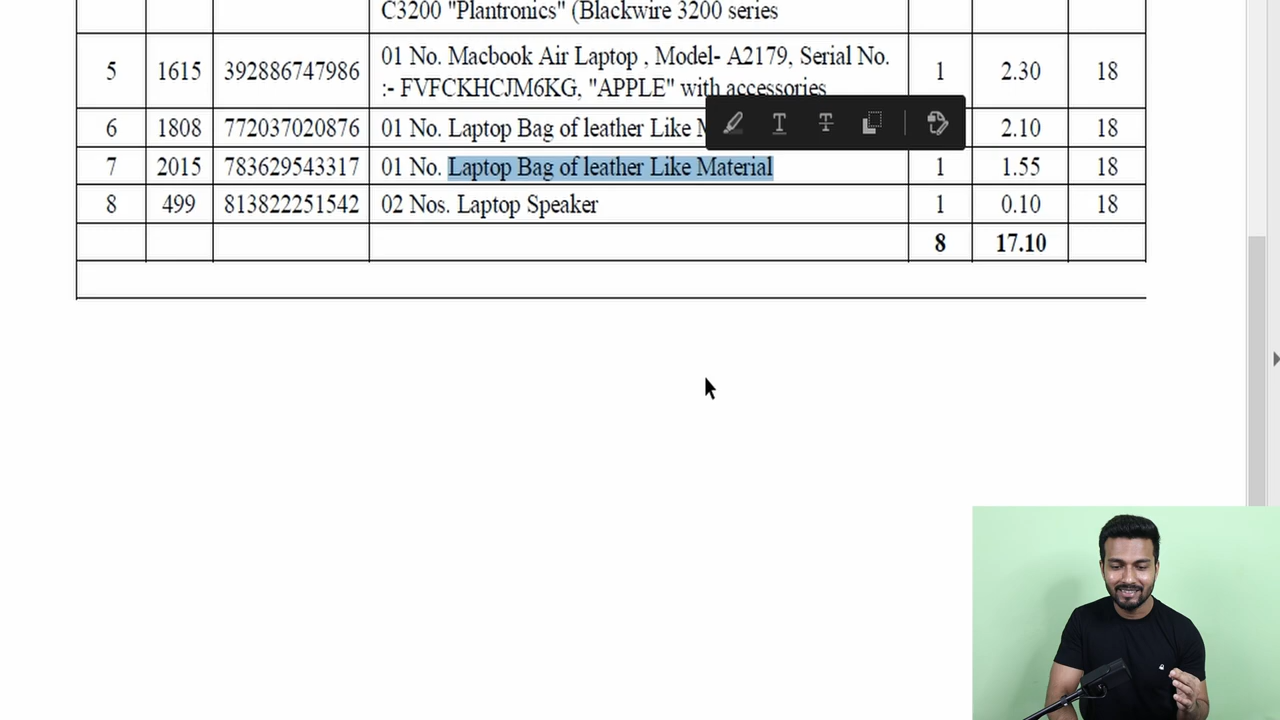 C3200 "Plantronics" (Blackwire 3200 series
5 1615 392886747986 01 No. Macbook Air Laptop , Model- A2179, Serial No. 1 2.30 18
:- FVFCKHCJM6KG, "APPLE" with accessories
6 1808 772037020876 01 No. Laptop Bag of leather Like 2.10 18
7 2015 783629543317 01 No. Laptop Bag of leather Like Material 1 1.55 18
8 499 813822251542 02 Nos. Laptop Speaker 1 0.10 18
8 17.10